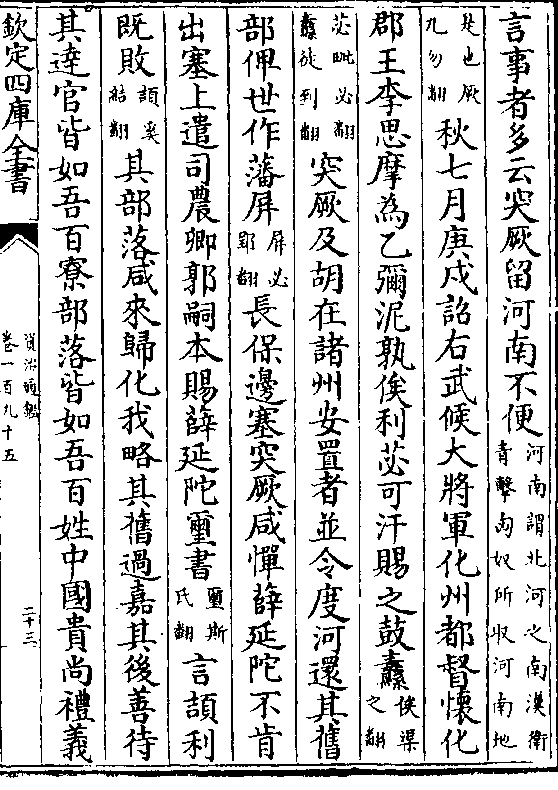 言事者多云突厥留河南不便河南謂北河之南漢衛青擊匈奴所収河南地
是也厥九勿翻秋七月庚戌詔右武候大將軍化州都督懷化
郡王李思摩為乙彌泥孰俟利苾可汗賜之鼓纛俟渠之翻
苾毗必翻纛徒到翻突厥及胡在諸州安置者並令度河還其舊
部俾世作藩屏屏必郢翻長保邊塞突厥咸憚薛延陀不肯
出塞上遣司農卿郭嗣本賜薛延陀璽書璽斯氏翻言頡利
既敗頡奚結翻其部落咸來歸化我略其舊過嘉其後善待
其達官皆如吾百寮部落皆如吾百姓中國貴尚禮義
欽定四庫全書
資治通鑑
卷一百九十五
二十三